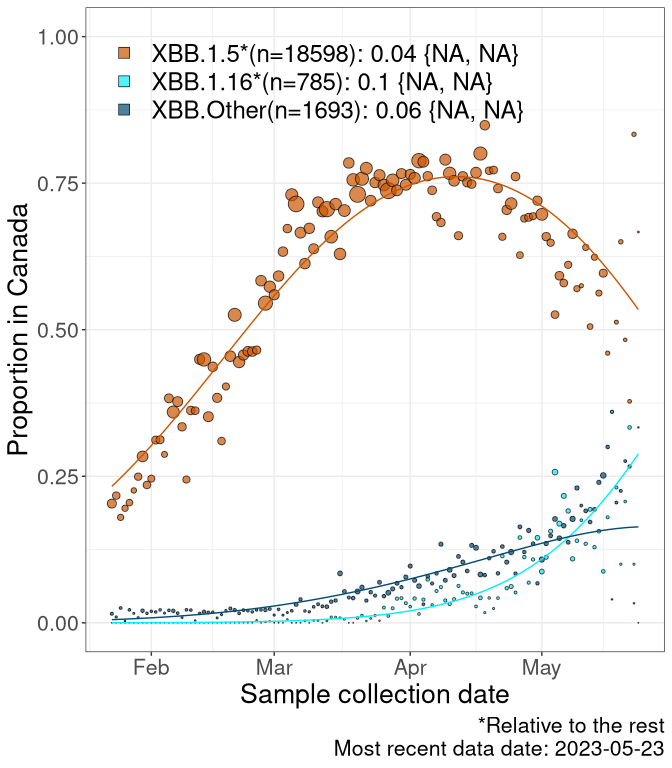 1.00
XBB.1.5*(n=18598): 0.04 {NA, NA}
XBB.1.16*(n=785): 0.1 {NA, NA}
XBB.Other(n=1693): 0.06 {NA, NA}
0.75
Proportion in Canada
0.50
0.25
0.00
Feb Mar Apr May
Sample collection date
*Relative to the rest
Most recent data date: 2023-05-23